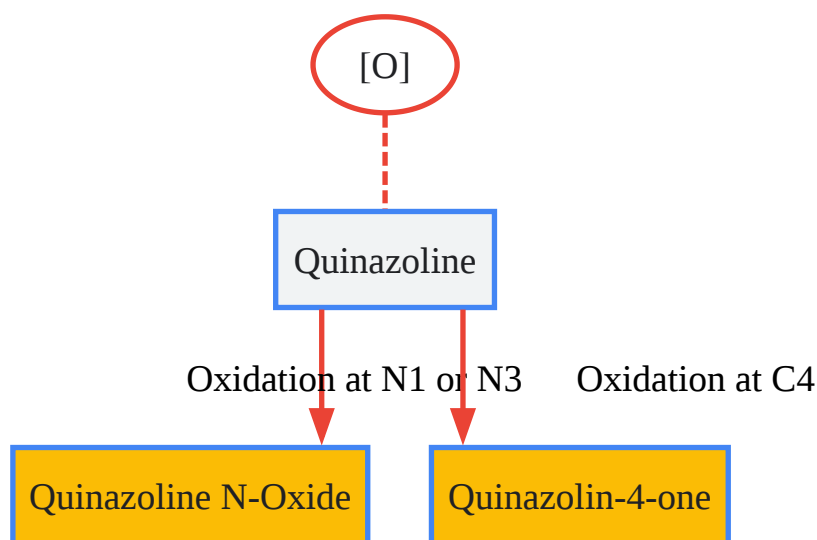 [O]
Quinazoline
Oxidation at N1 or N3
Oxidation at C4
Quinazoline N-Oxide
Quinazolin-4-one